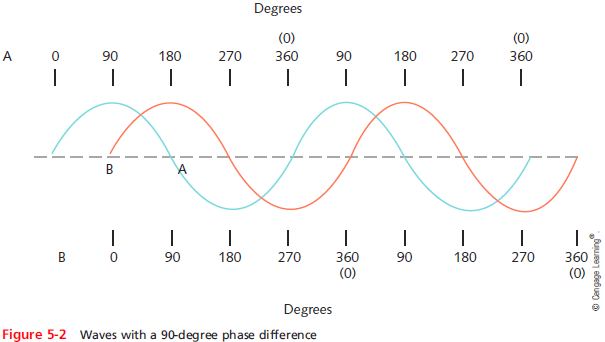 Degrees
(0) (0)
A 0 90 180 270 360 90 180 270 360
B A
B 0 90 180 270 360 90 180 270 360
(0) (0)
Degrees
© Cengage Learning®.
Figure 5-2 Waves with a 90-degree phase difference